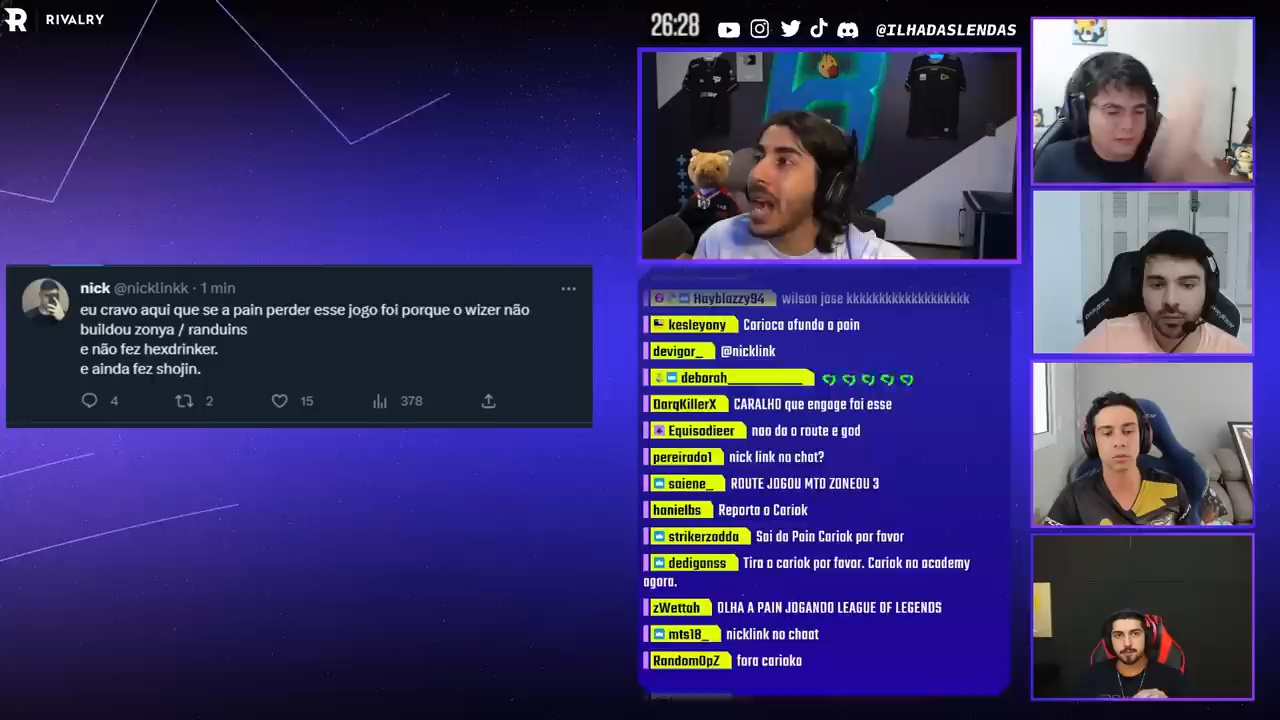 RIVALRY
26:28
@ILHADASLENDAS
nick @nicklinkk · 1 min
eu cravo aqui que se a pain perder esse jogo foi porque o wizer não
buildou zonya / randuins
e não fez hexdrinker.
e ainda fez shojin.
4 2 15 378
Hayblazzy94 wilson jose kkkkkkkkkkkkkkkkkkk
kesleyony Carioca afunda a pain
devigor_ @nicklink
DarqKillerX CARALHO que engage foi esse
Equisodieer nao da o route e god
pereirado1 nick link no chat?
saiene_ ROUTE JOGOU MTO ZONEOU 3
hanielbs Reporta o Cariok
strikerzadda Sai da Pain Cariok por favor
dediganss Tira o cariok por favor. Cariok no academy
agora.
zWettah OLHA A PAIN JOGANDO LEAGUE OF LEGENDS
mts18_ nicklink no chaat
RandomDpZ fora carioka